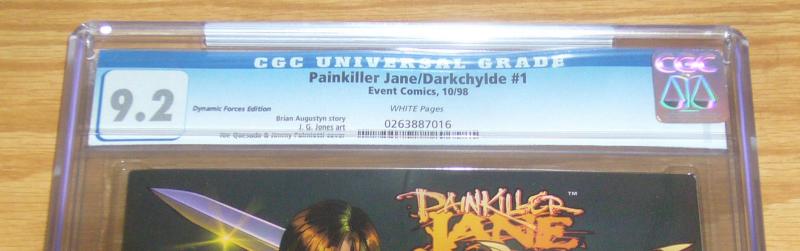 CGC UNIVERSAL GRADE
9.2
Painkiller Jane/Darkchylde #1
Event Comics, 10/98
Dynamic Forces Edition
WHITE Pages
Brian Augustyn story
J. G. Jones art
Joe Quesada & Jimmy Palmiotti cover
0263887016
CGC
PAINKILLER
JANE
™